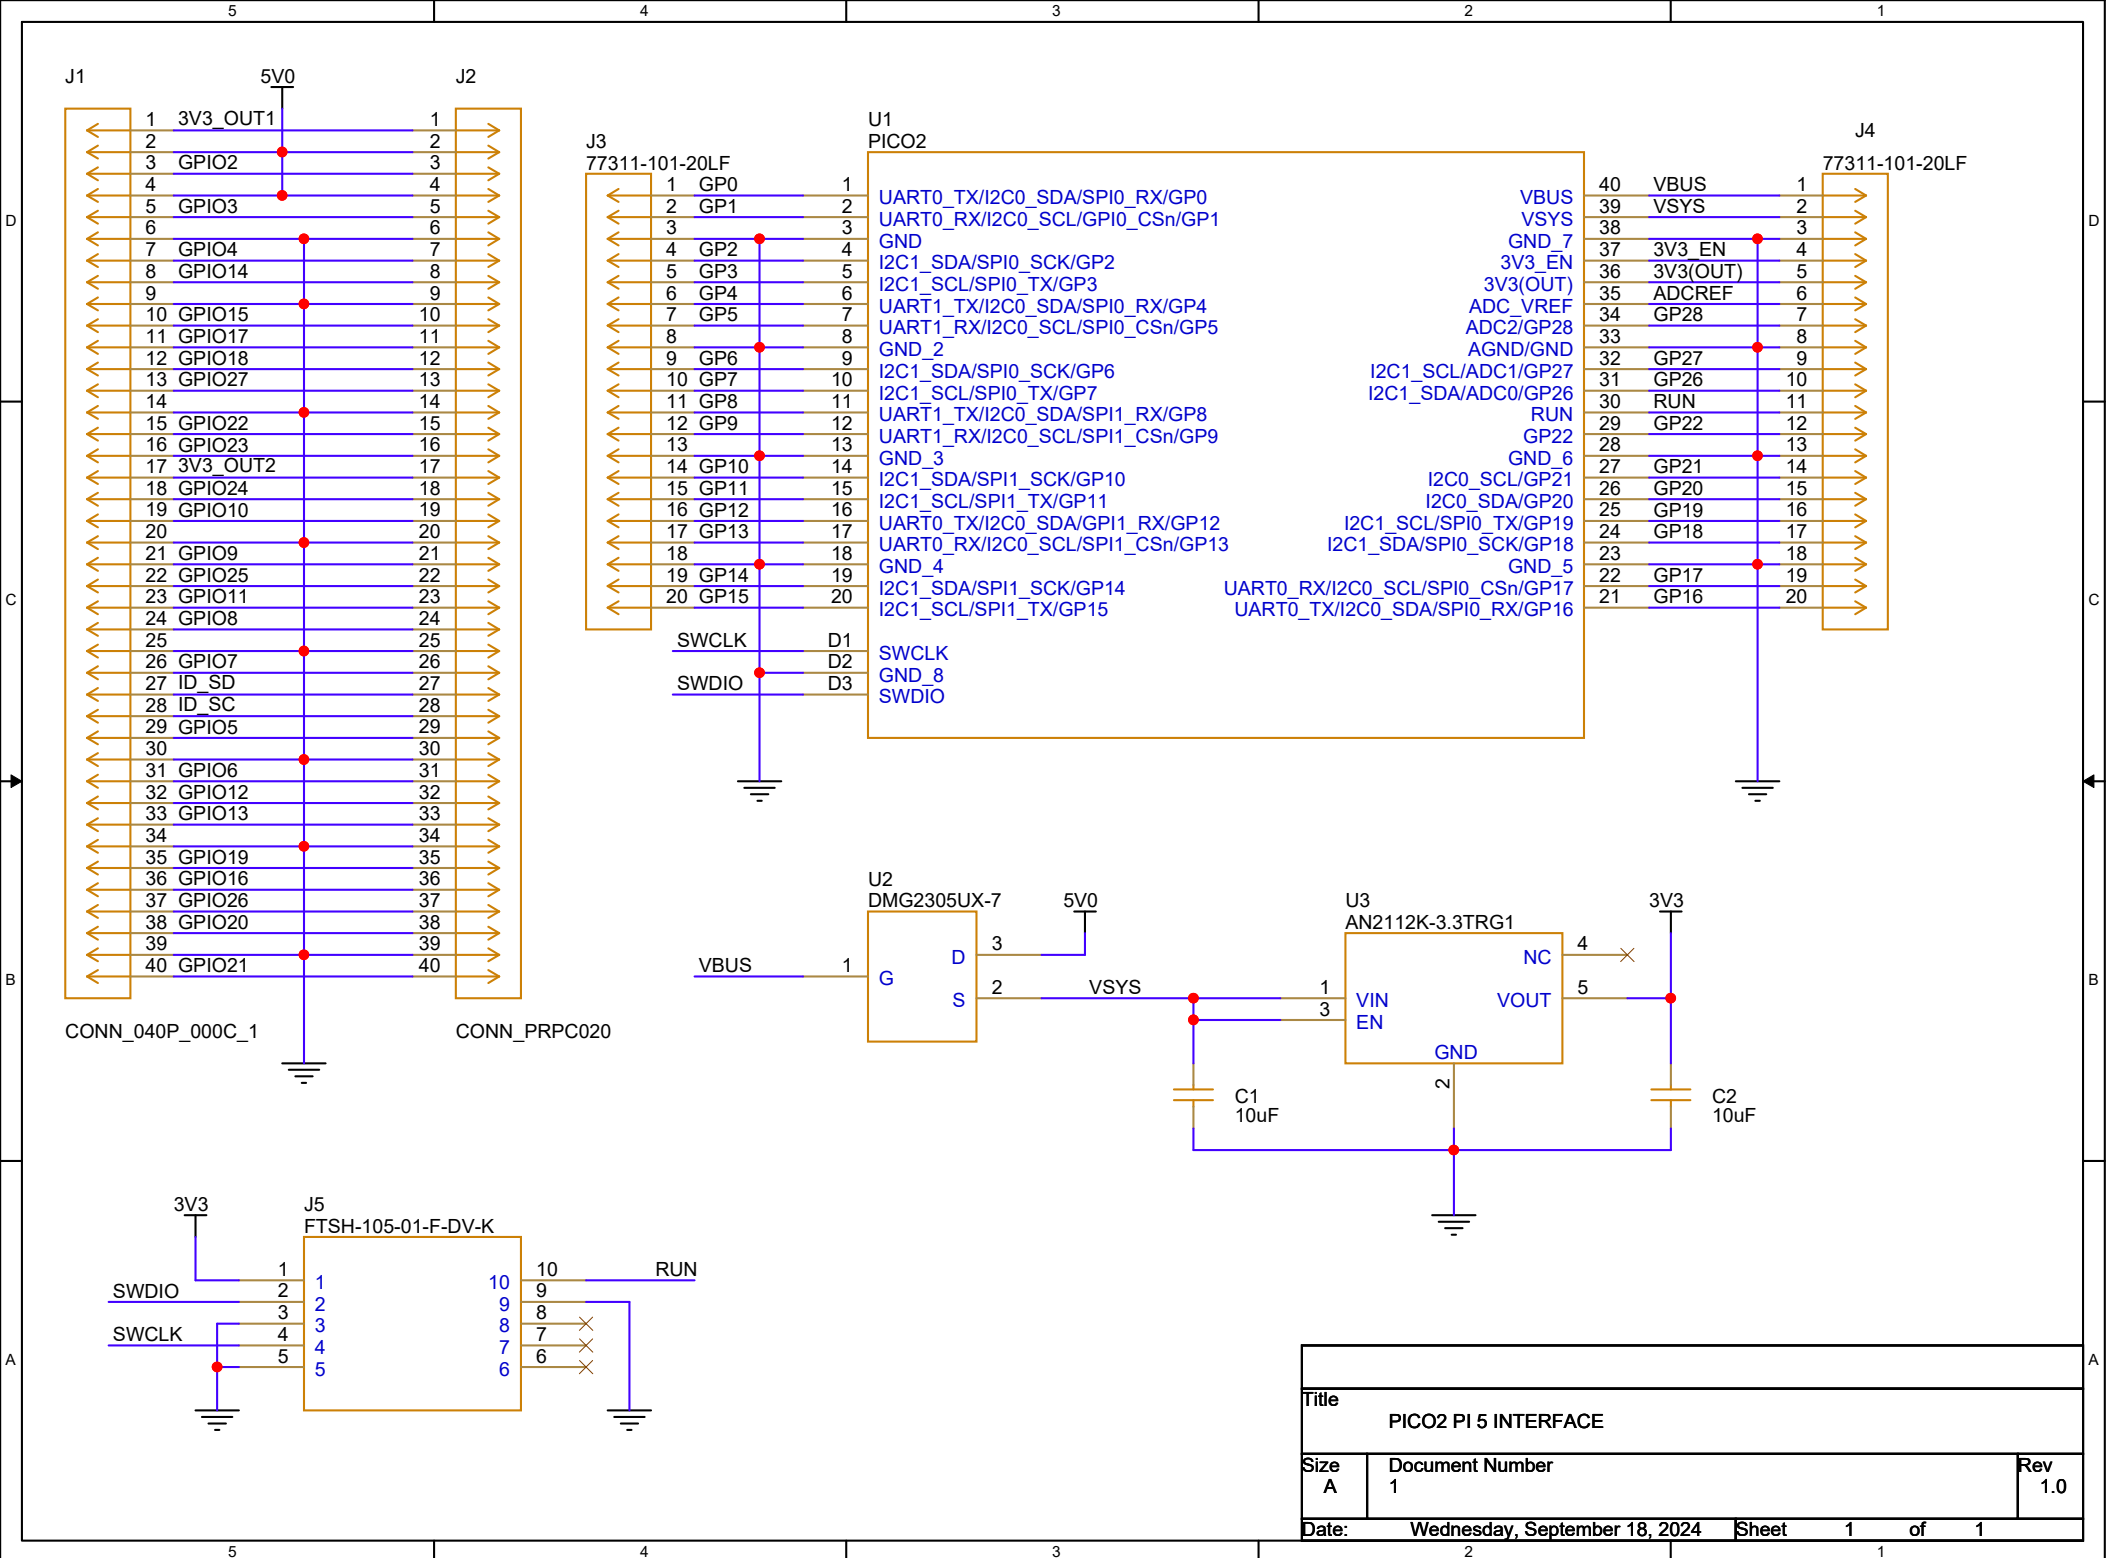 5 4 3 2 1
D
C
B
A
D
C
B
A
J1
5V0
J2
1 3V3_OUT1 1
2 2
3 GPIO2 3
4 4
5 GPIO3 5
6 6
7 GPIO4 7
8 GPIO14 8
9 9
10 GPIO15 10
11 GPIO17 11
12 GPIO18 12
13 GPIO27 13
14 14
15 GPIO22 15
16 GPIO23 16
17 3V3_OUT2 17
18 GPIO24 18
19 GPIO10 19
20 20
21 GPIO9 21
22 GPIO25 22
23 GPIO11 23
24 GPIO8 24
25 25
26 GPIO7 26
27 ID_SD 27
28 ID_SC 28
29 GPIO5 29
30 30
31 GPIO6 31
32 GPIO12 32
33 GPIO13 33
34 34
35 GPIO19 35
36 GPIO16 36
37 GPIO26 37
38 GPIO20 38
39 39
40 GPIO21 40
CONN_040P_000C_1
CONN_PRPC020
J3
77311-101-20LF
U1
PICO2
1 GP0 1 UART0_TX/I2C0_SDA/SPI0_RX/GP0
2 GP1 2 UART0_RX/I2C0_SCL/GPI0_CSn/GP1
3 3 GND
4 GP2 4 I2C1_SDA/SPI0_SCK/GP2
5 GP3 5 I2C1_SCL/SPI0_TX/GP3
6 GP4 6 UART1_TX/I2C0_SDA/SPI0_RX/GP4
7 GP5 7 UART1_RX/I2C0_SCL/SPI0_CSn/GP5
8 8 GND_2
9 GP6 9 I2C1_SDA/SPI0_SCK/GP6
10 GP7 10 I2C1_SCL/SPI0_TX/GP7
11 GP8 11 UART1_TX/I2C0_SDA/SPI1_RX/GP8
12 GP9 12 UART1_RX/I2C0_SCL/SPI1_CSn/GP9
13 13 GND_3
14 GP10 14 I2C1_SDA/SPI1_SCK/GP10
15 GP11 15 I2C1_SCL/SPI1_TX/GP11
16 GP12 16 UART0_TX/I2C0_SDA/GPI1_RX/GP12
17 GP13 17 UART0_RX/I2C0_SCL/SPI1_CSn/GP13
18 18 GND_4
19 GP14 19 I2C1_SDA/SPI1_SCK/GP14
20 GP15 20 I2C1_SCL/SPI1_TX/GP15
SWCLK D1 SWCLK
D2 GND_8
SWDIO D3 SWDIO
J4
77311-101-20LF
VBUS 40 VBUS 1
VSYS 39 VSYS 2
GND_7 38 3
3V3_EN 37 3V3_EN 4
3V3(OUT) 36 3V3(OUT) 5
ADC_VREF 35 ADCREF 6
ADC2/GP28 34 GP28 7
AGND/GND 33 8
I2C1_SCL/ADC1/GP27 32 GP27 9
I2C1_SDA/ADC0/GP26 31 GP26 10
RUN 30 RUN 11
GP22 29 GP22 12
GND_6 28 13
I2C0_SCL/GP21 27 GP21 14
I2C0_SDA/GP20 26 GP20 15
I2C1_SCL/SPI0_TX/GP19 25 GP19 16
I2C1_SDA/SPI0_SCK/GP18 24 GP18 17
GND_5 23 18
UART0_RX/I2C0_SCL/SPI0_CSn/GP17 22 GP17 19
UART0_TX/I2C0_SDA/SPI0_RX/GP16 21 GP16 20
U2
DMG2305UX-7
VBUS 1 G
D 3
S 2
5V0
VSYS
U3
AN2112K-3.3TRG1
1 VIN
3 EN
NC 4
VOUT 5
GND
2
3V3
C1
10uF
C2
10uF
3V3
J5
FTSH-105-01-F-DV-K
1 1 10 10 RUN
SWDIO 2 2 9 9
3 3 8 8
SWCLK 4 4 7 7
5 5 6 6
Title
PICO2 PI 5 INTERFACE
Size Document Number Rev
A 1 1.0
Date: Wednesday, September 18, 2024 Sheet 1 of 1
5 4 3 2 1